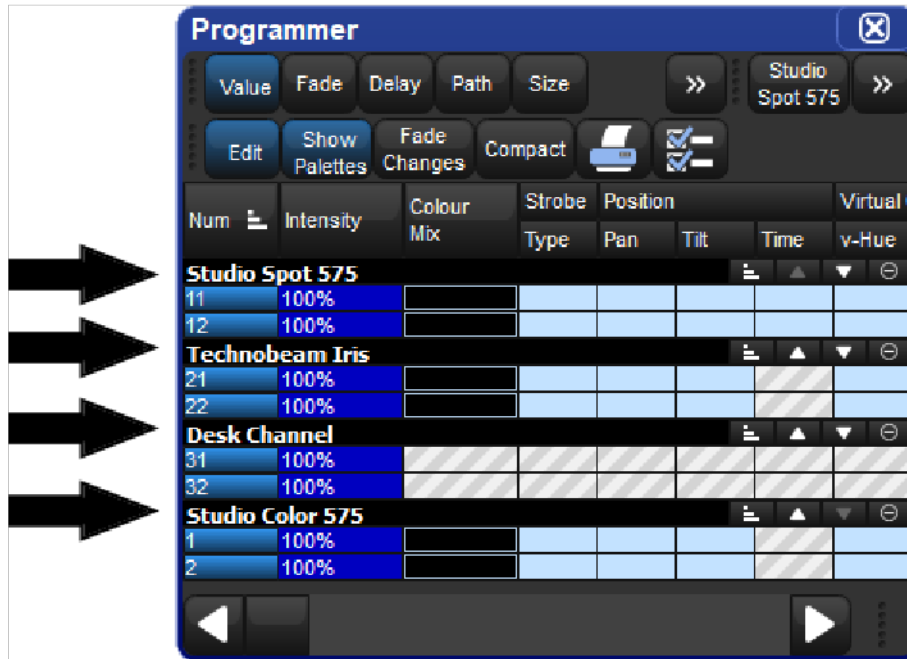 Programmer
Value Fade Delay Path Size » Studio Spot 575 »
Edit Show Palettes Fade Changes Compact
Num Intensity Colour Mix Strobe Position Virtual
Type Pan Tilt Time v-Hue
Studio Spot 575
11 100%
12 100%
Technobeam Iris
21 100%
22 100%
Desk Channel
31 100%
32 100%
Studio Color 575
1 100%
2 100%